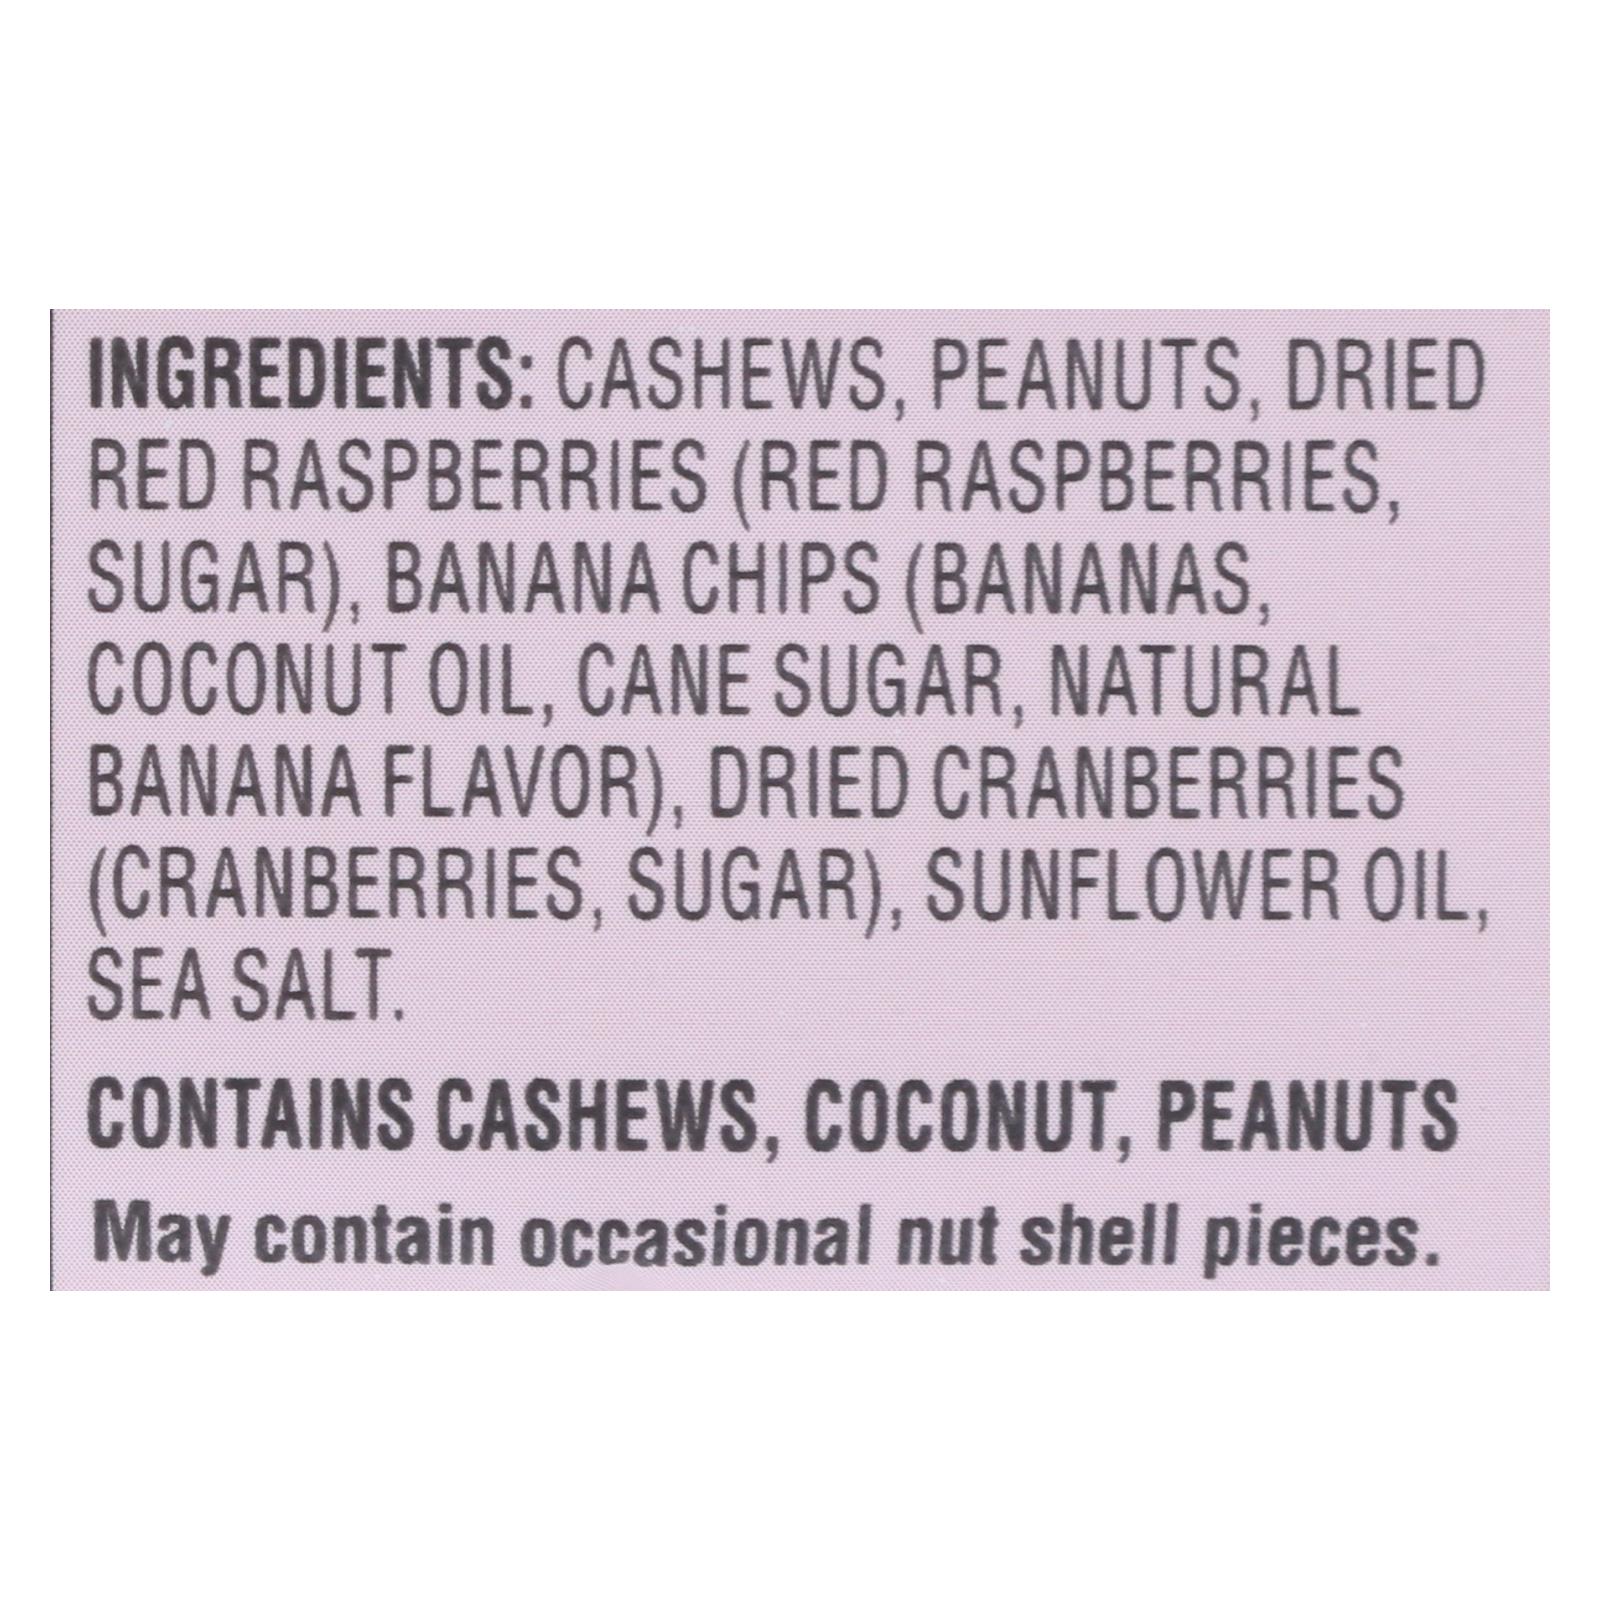 INGREDIENTS: CASHEWS, PEANUTS, DRIED
RED RASPBERRIES (RED RASPBERRIES,
SUGAR), BANANA CHIPS (BANANAS,
COCONUT OIL, CANE SUGAR, NATURAL
BANANA FLAVOR), DRIED CRANBERRIES
(CRANBERRIES, SUGAR), SUNFLOWER OIL,
SEA SALT.
CONTAINS CASHEWS, COCONUT, PEANUTS
May contain occasional nut shell pieces.